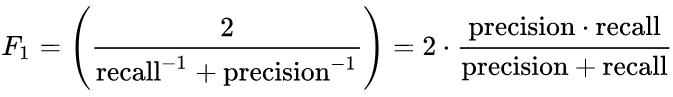 F₁ = ( 2 / (recall⁻¹ + precision⁻¹) ) = 2 · (precision · recall) / (precision + recall)